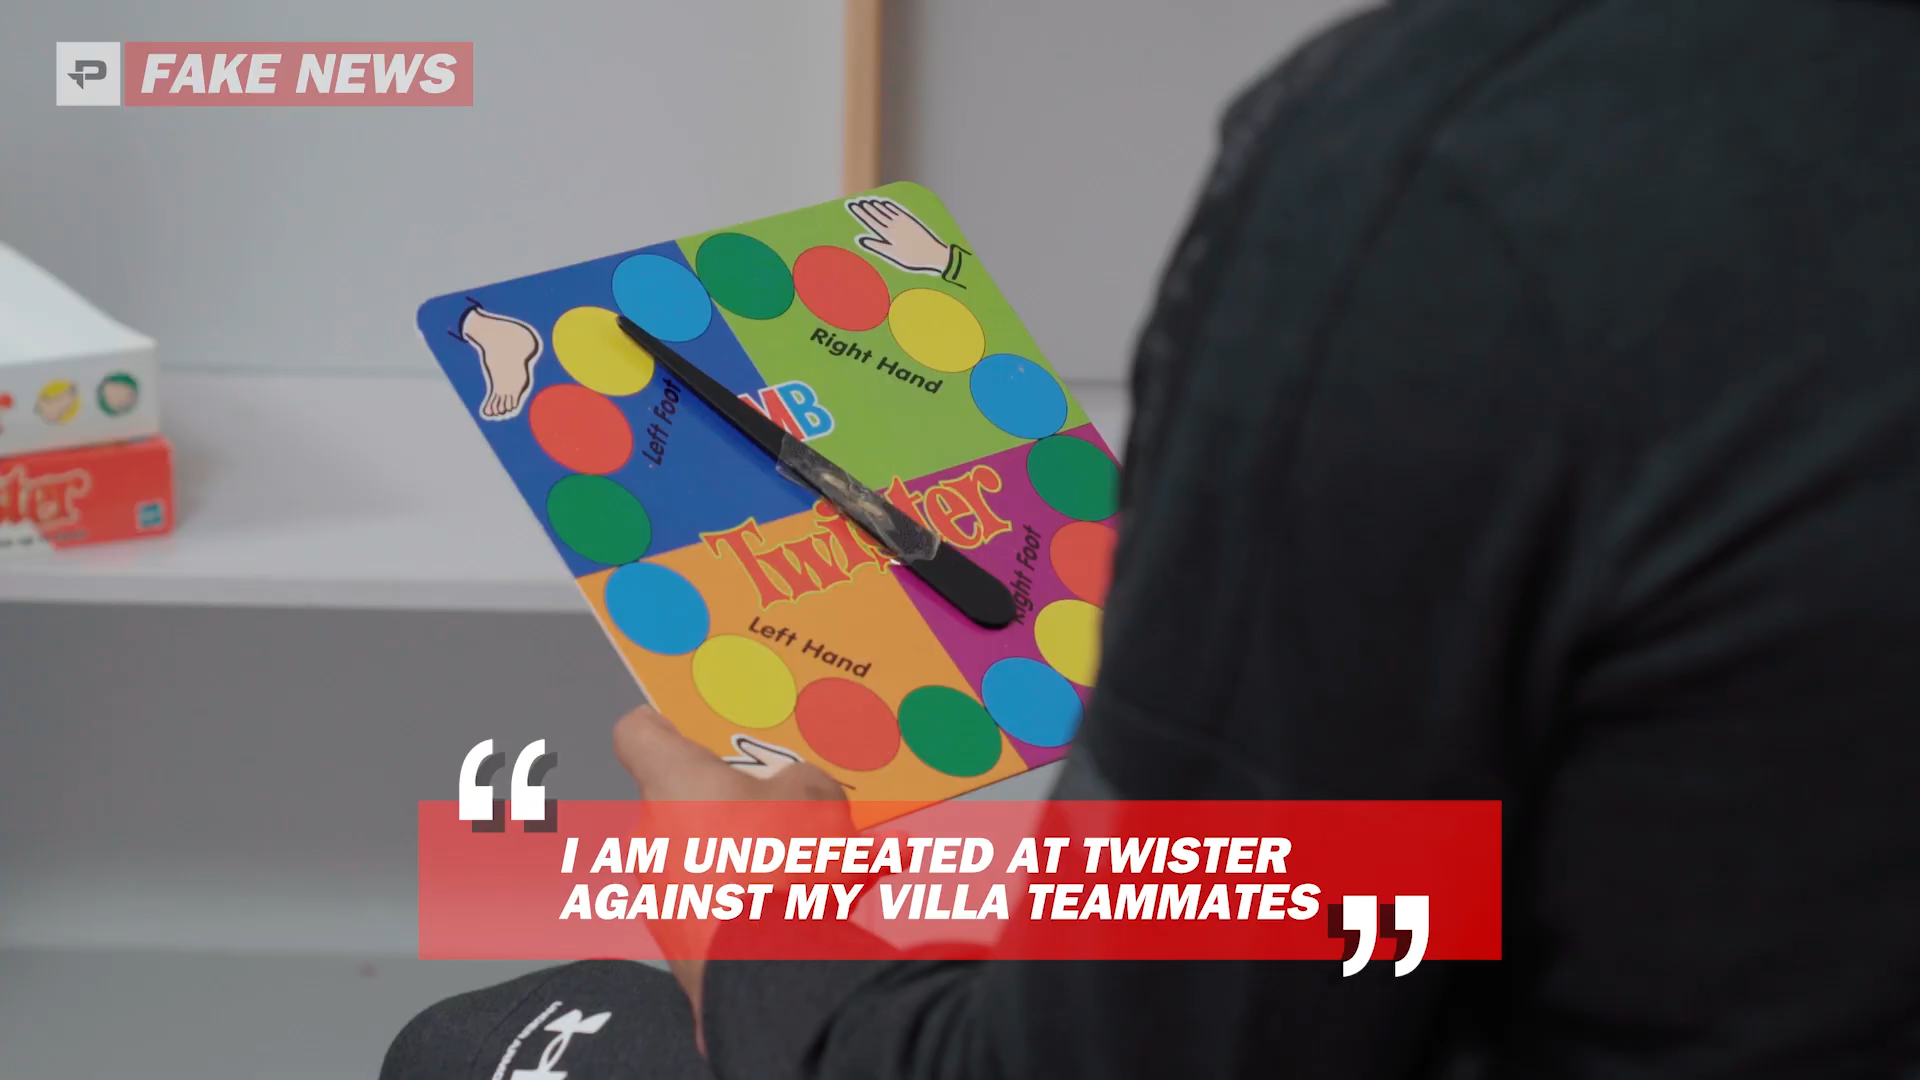 FAKE NEWS
Right Hand
Left Foot
MB
Twister
Right Foot
Left Hand
“I AM UNDEFEATED AT TWISTER
AGAINST MY VILLA TEAMMATES”